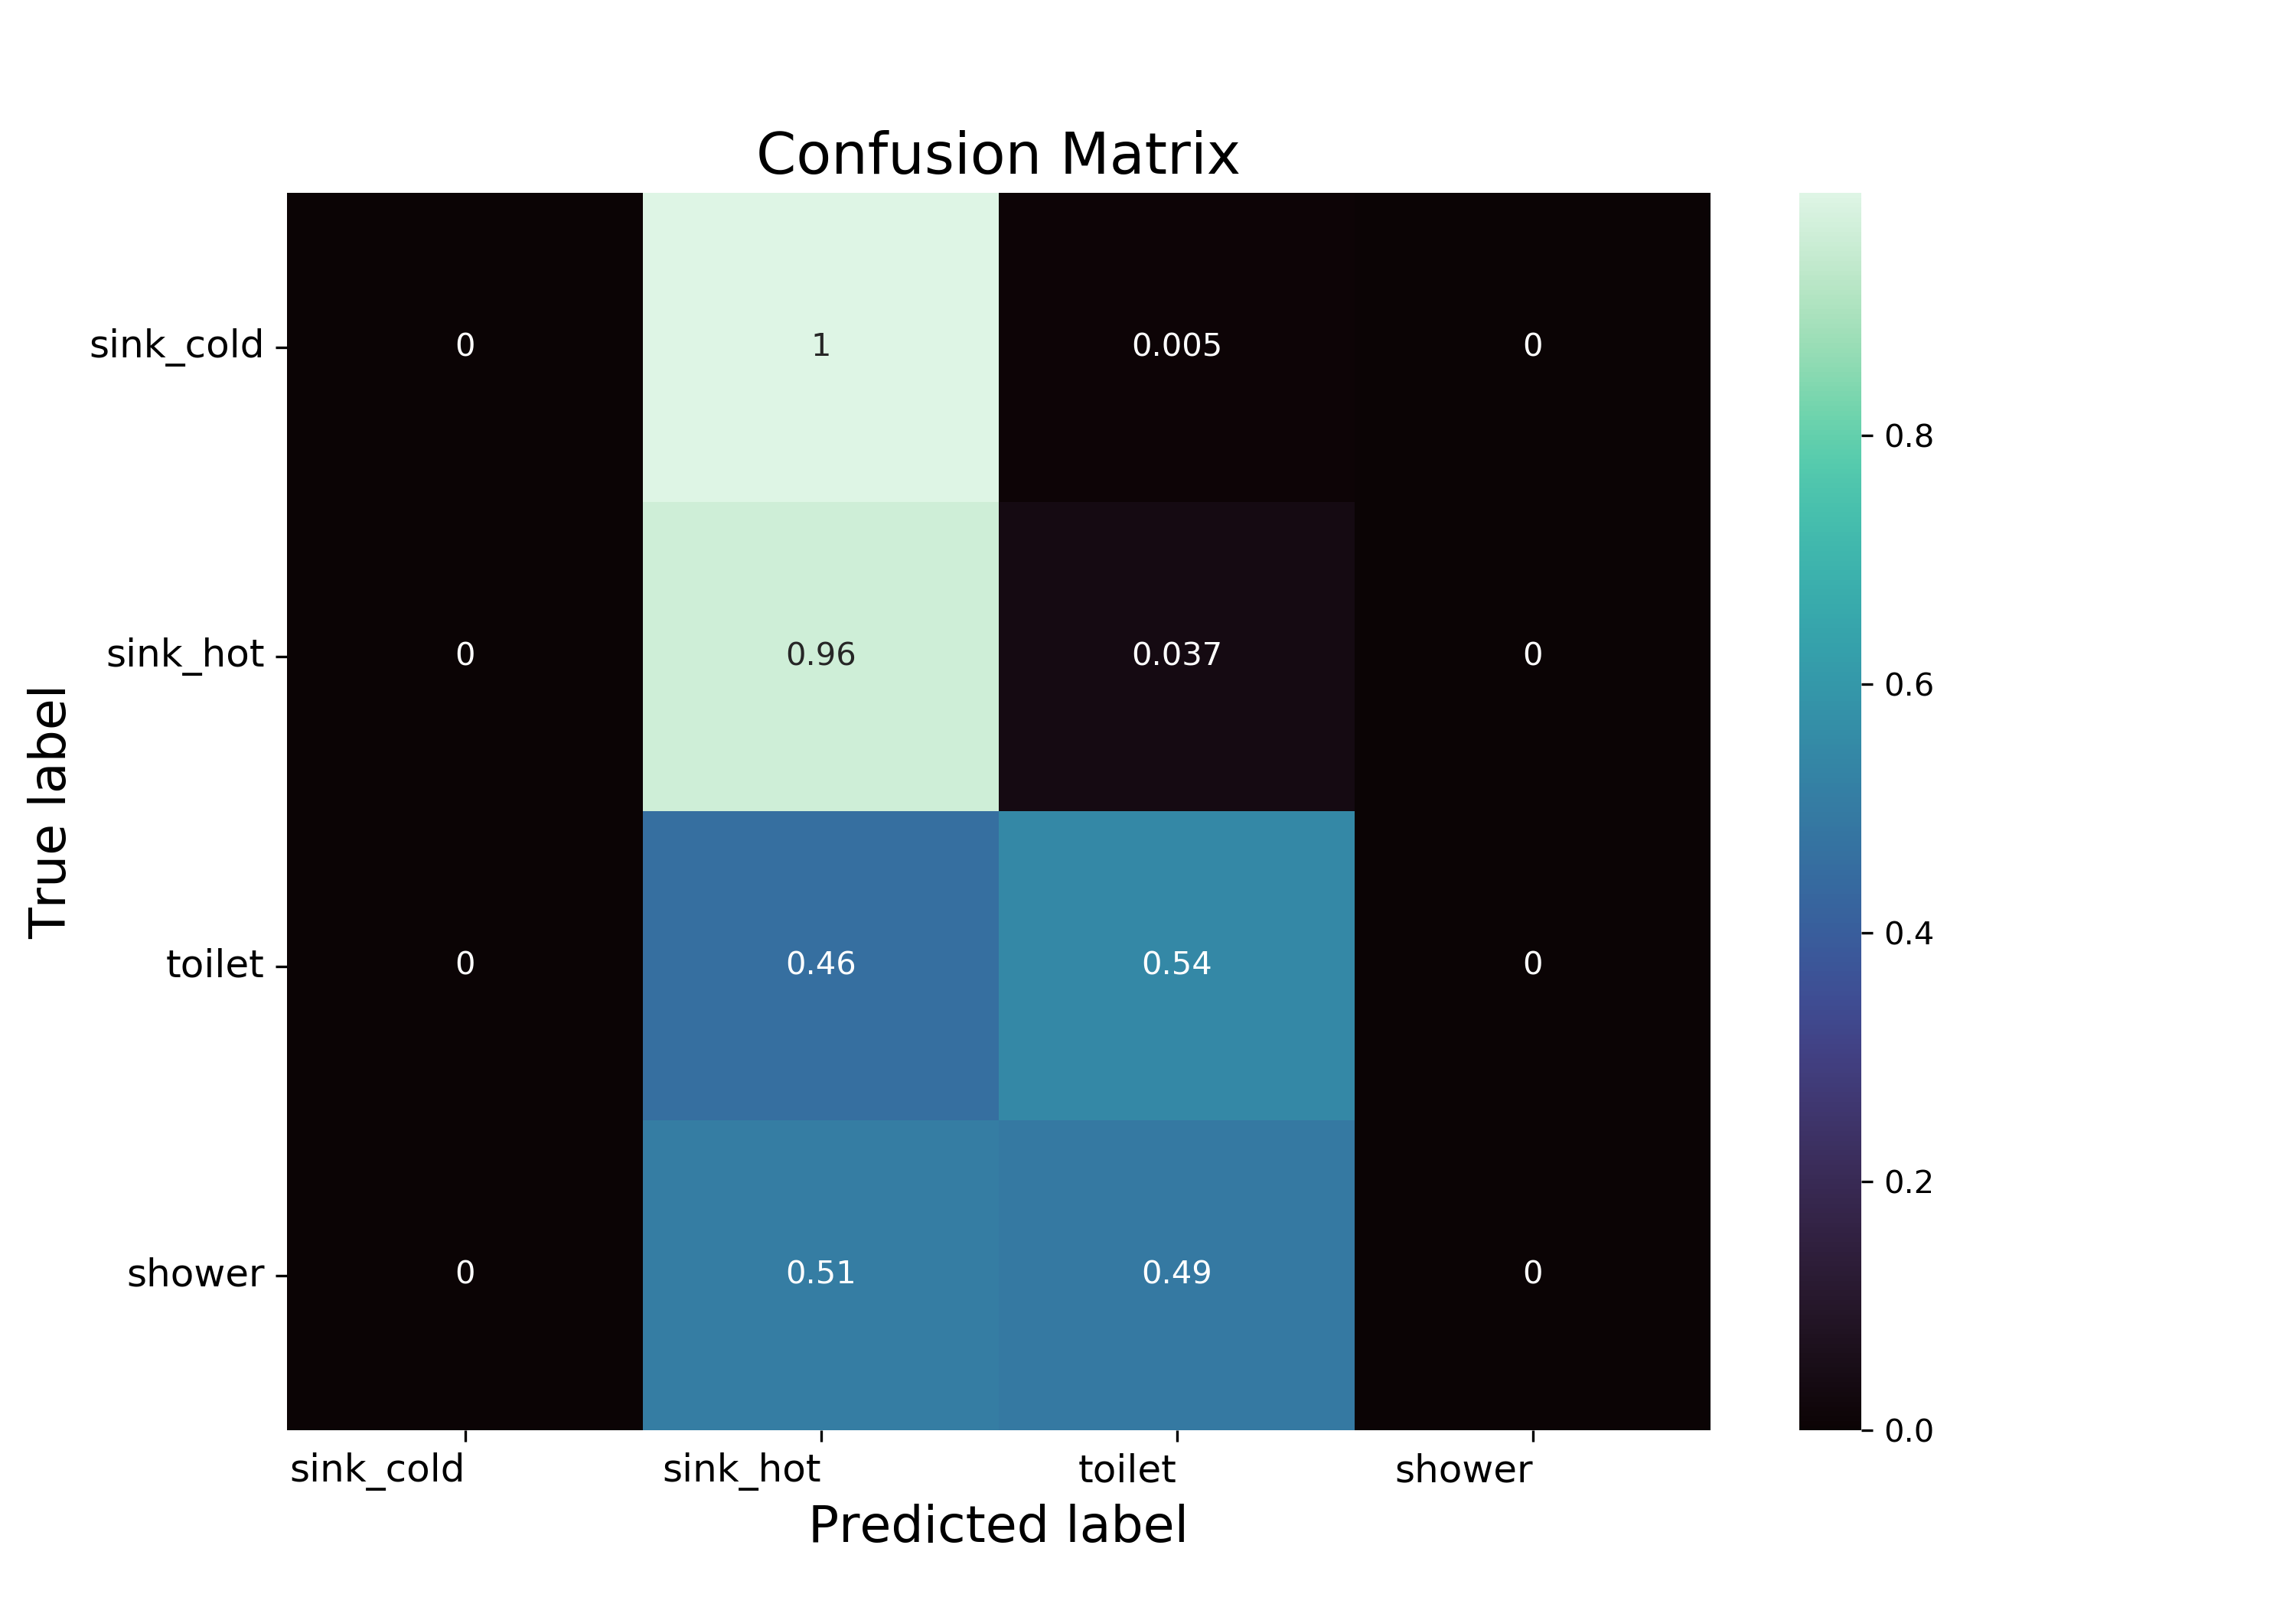 Confusion Matrix
sink_cold 0 1 0.005 0
0.8
sink_hot 0 0.96 0.037 0
0.6
True label
0.4
toilet 0 0.46 0.54 0
0.2
shower 0 0.51 0.49 0
0.0
sink_cold sink_hot toilet shower
Predicted label